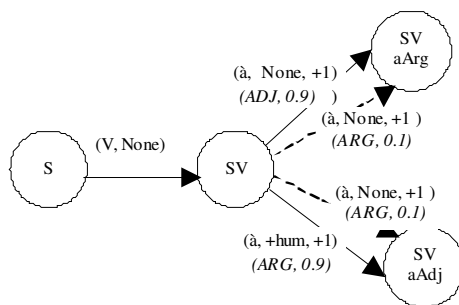 SV
aArg
(à, None, +1)
(ADJ, 0.9) )
(à, None, +1)
(ARG, 0.1)
(V, None)
S
SV
(à, None, +1 )
(ARG, 0.1)
(à, +hum, +1)
(ARG, 0.9)
SV
aAdj